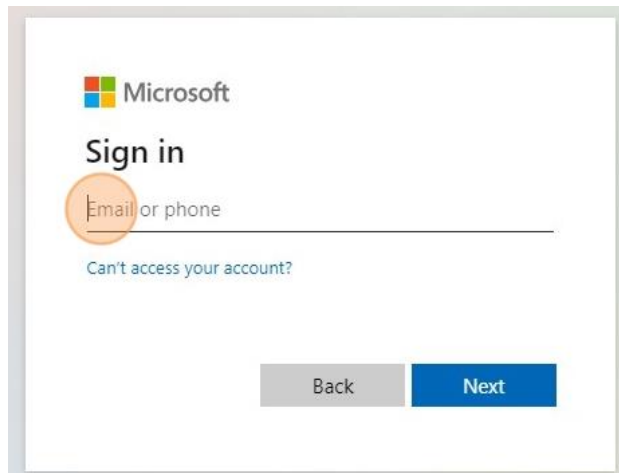 Microsoft
Sign in
Email or phone
Can't access your account?
Back Next